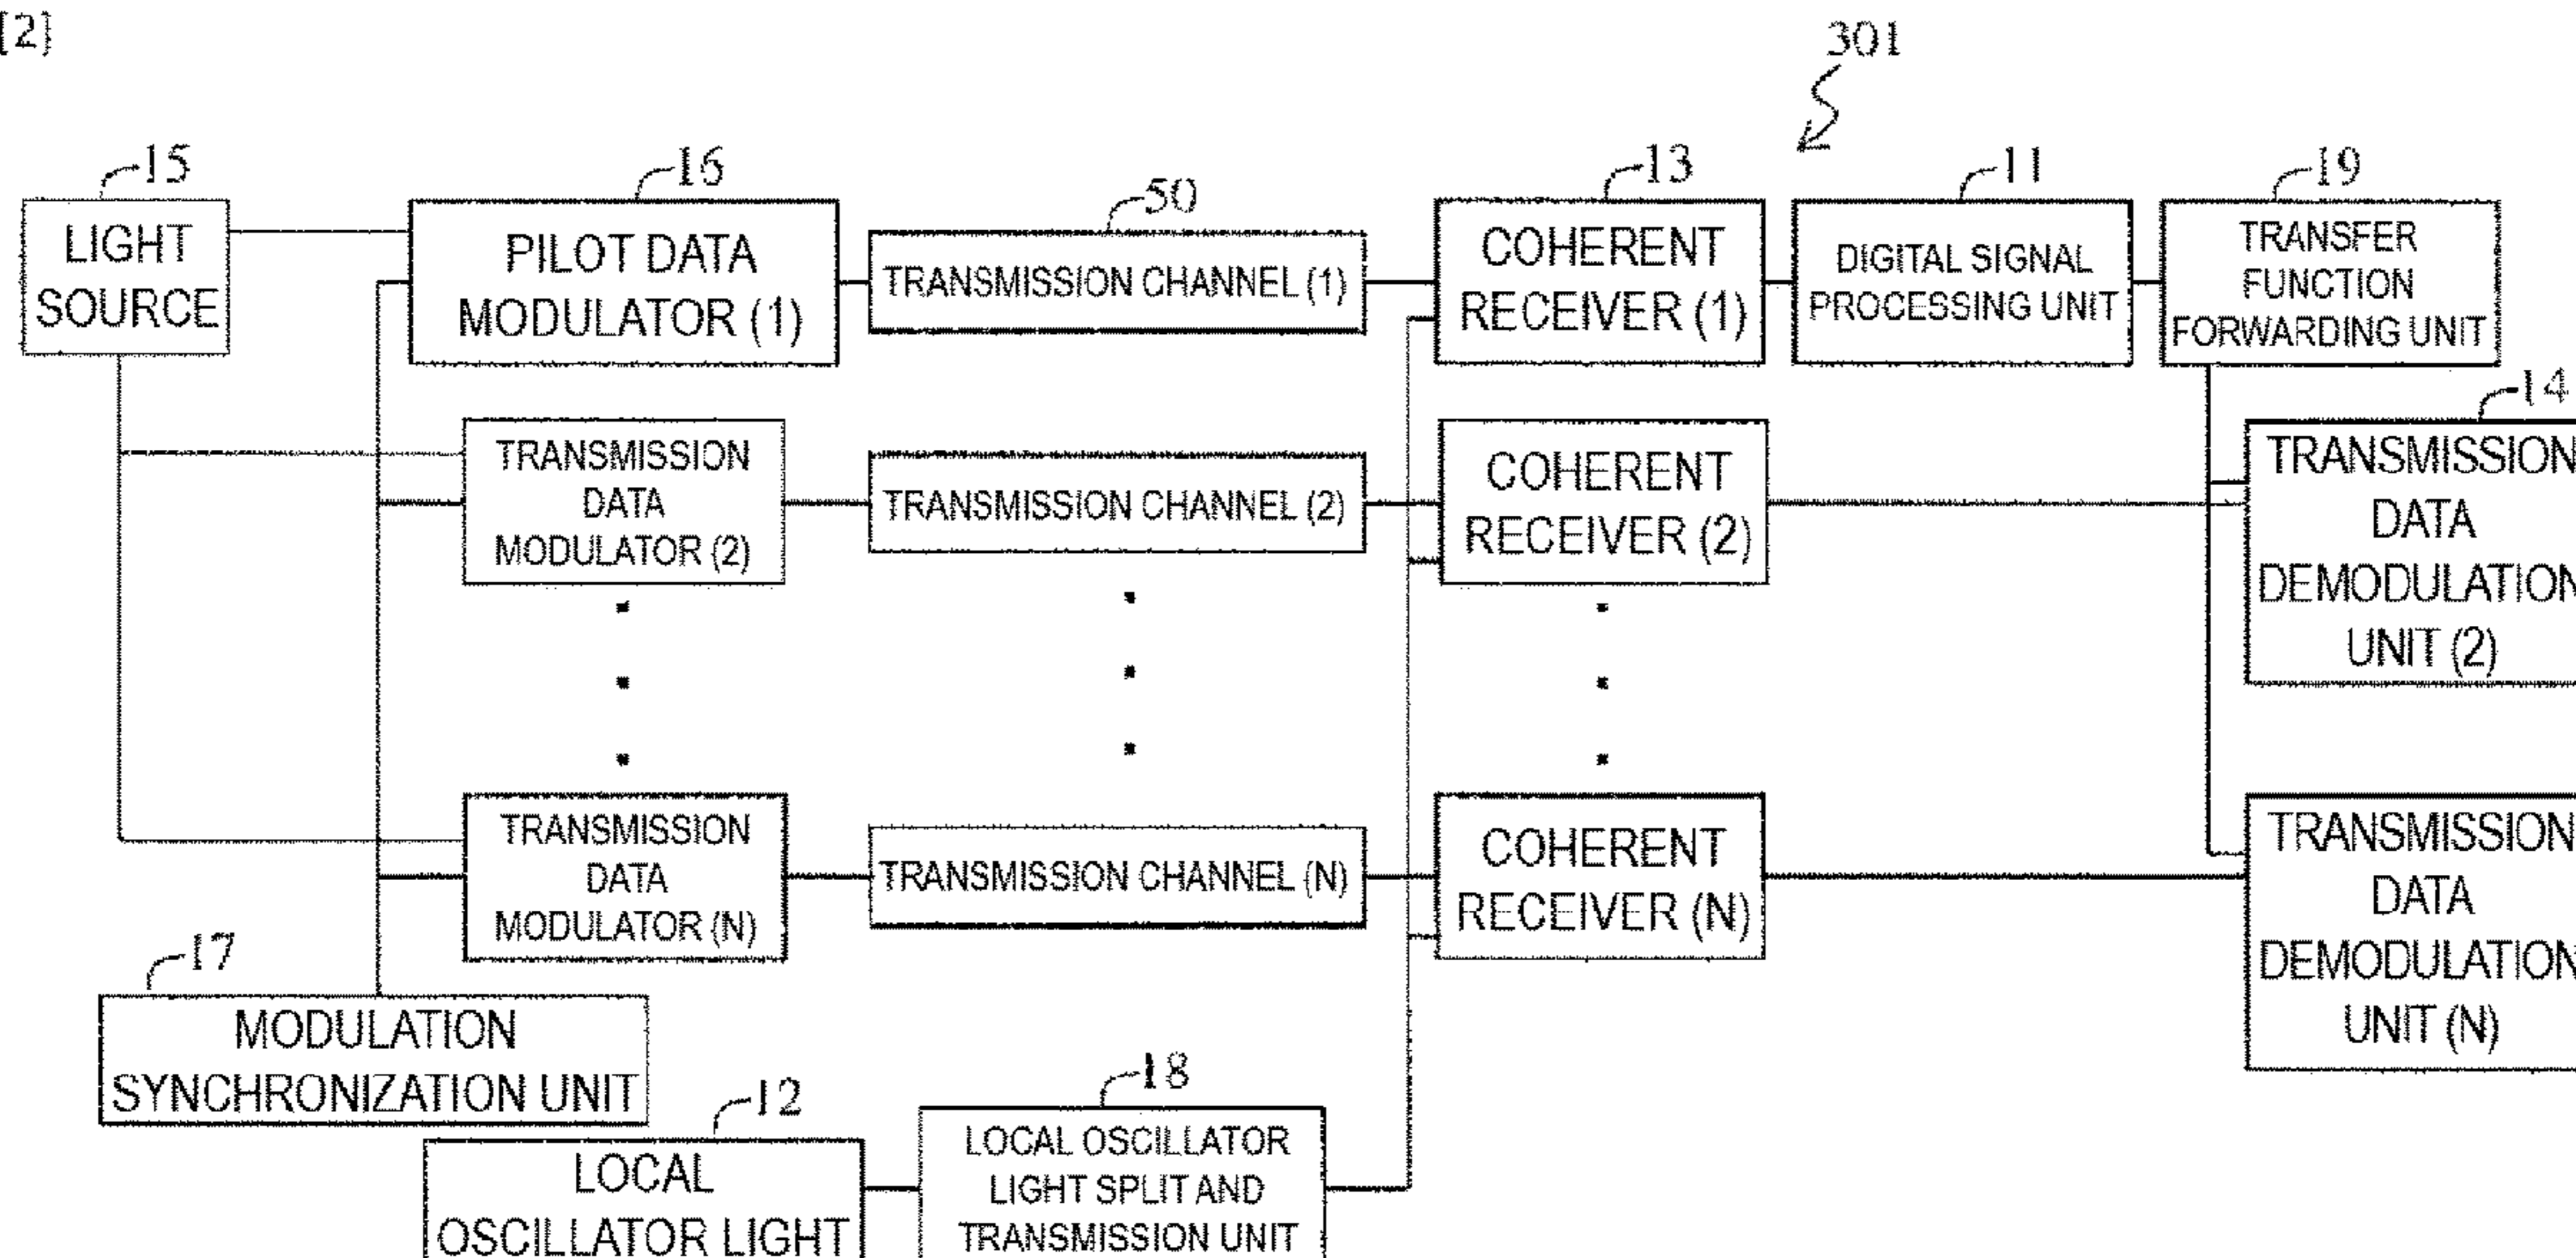 [2]
301
15
16
50
13
11
19
LIGHT
SOURCE
PILOT DATA
MODULATOR (1)
TRANSMISSION CHANNEL (1)
COHERENT
RECEIVER (1)
DIGITAL SIGNAL
PROCESSING UNIT
TRANSFER
FUNCTION
FORWARDING UNIT
14
TRANSMISSION
DATA
MODULATOR (2)
TRANSMISSION CHANNEL (2)
COHERENT
RECEIVER (2)
TRANSMISSION
DATA
DEMODULATION
UNIT (2)
TRANSMISSION
DATA
MODULATOR (N)
TRANSMISSION CHANNEL (N)
COHERENT
RECEIVER (N)
TRANSMISSION
DATA
DEMODULATION
UNIT (N)
17
MODULATION
SYNCHRONIZATION UNIT
12
LOCAL
OSCILLATOR LIGHT
18
LOCAL OSCILLATOR
LIGHT SPLIT AND
TRANSMISSION UNIT